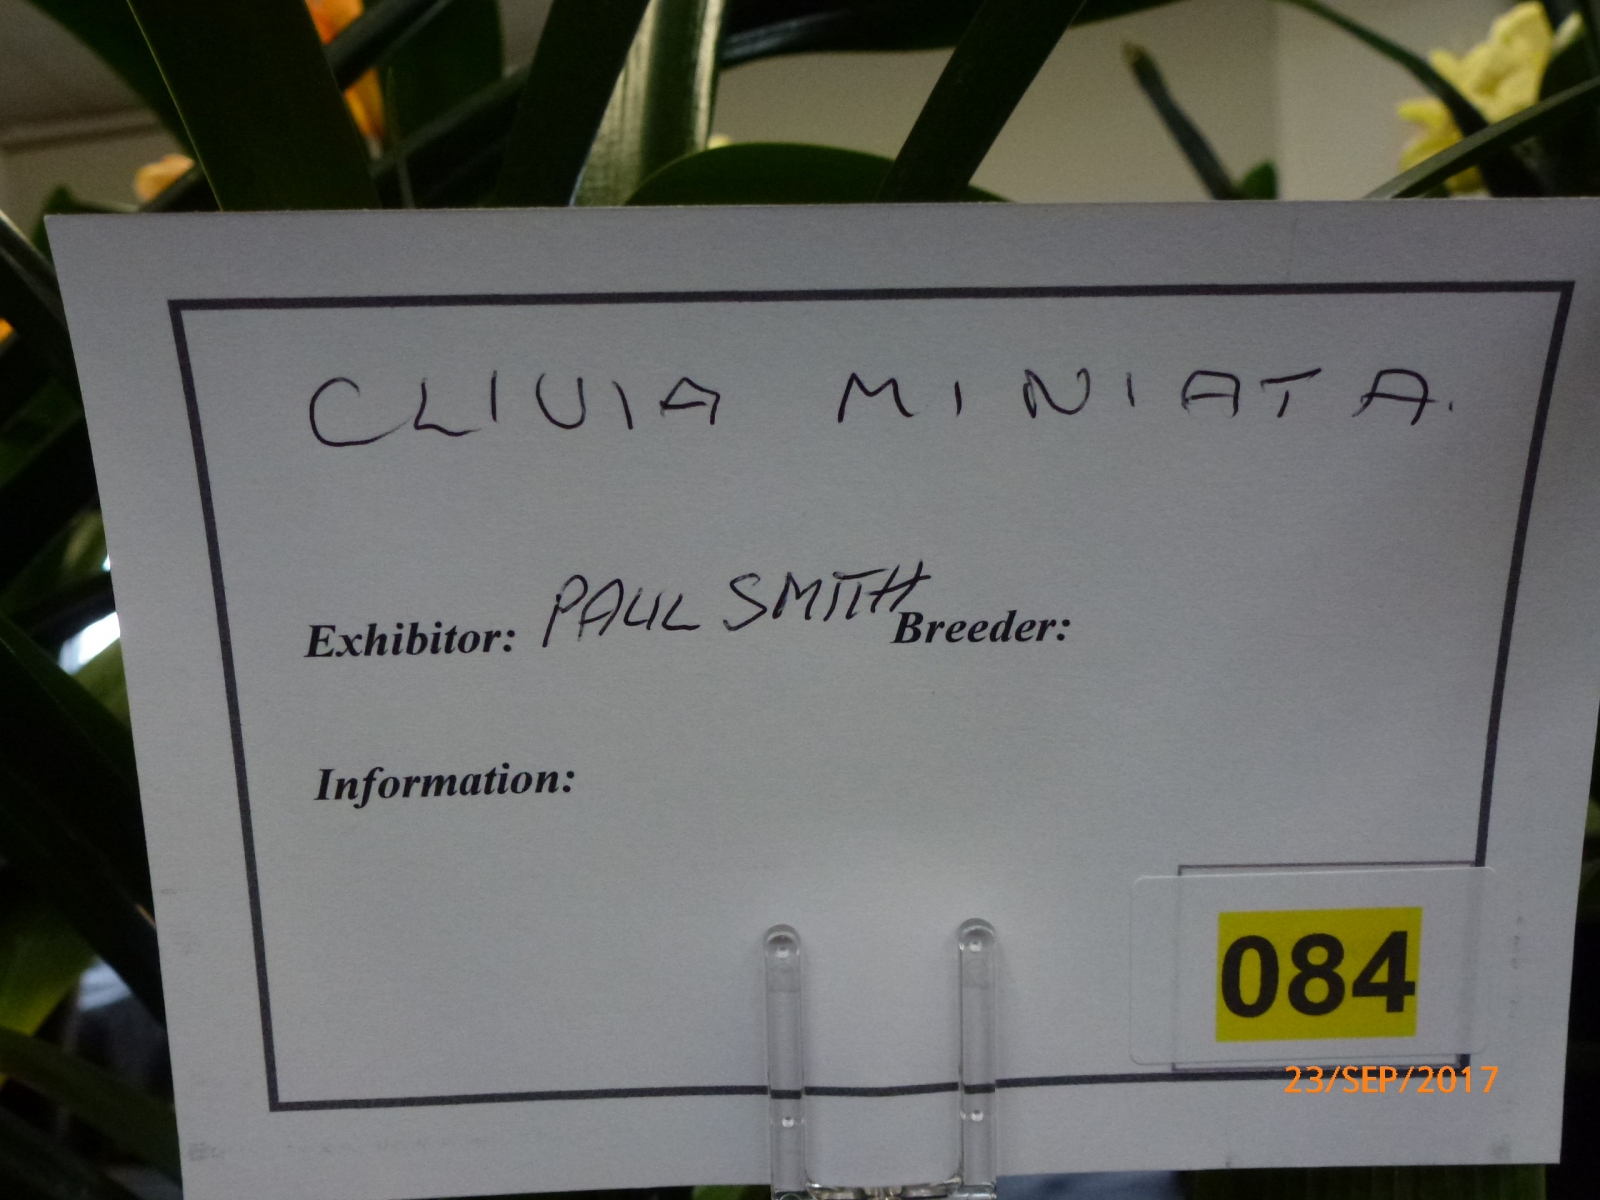 CLIVIA MINIATA.
Exhibitor: PAUL SMITH Breeder:
Information:
084
23/SEP/2017